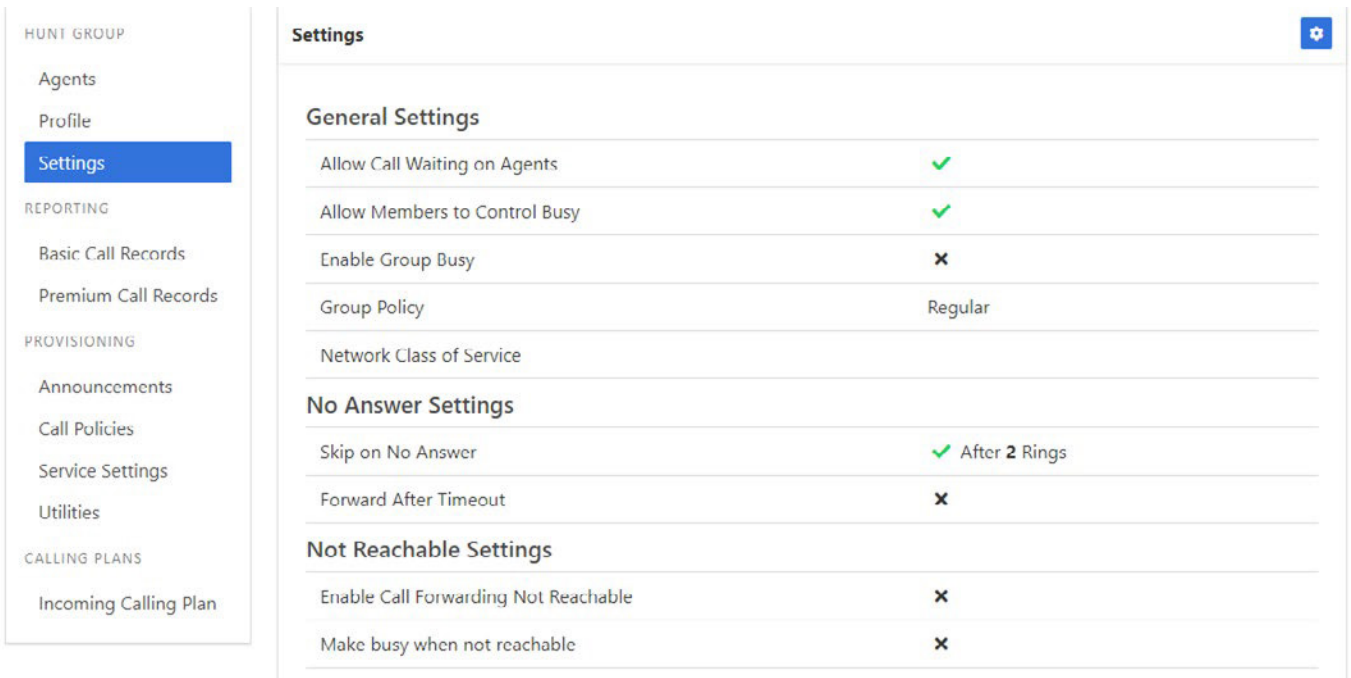 HUNT GROUP
Agents
Profile
Settings
REPORTING
Basic Call Records
Premium Call Records
PROVISIONING
Announcements
Call Policies
Service Settings
Utilities
CALLING PLANS
Incoming Calling Plan
Settings
General Settings
Allow Call Waiting on Agents
Allow Members to Control Busy
Enable Group Busy
Group Policy Regular
Network Class of Service
No Answer Settings
Skip on No Answer After 2 Rings
Forward After Timeout
Not Reachable Settings
Enable Call Forwarding Not Reachable
Make busy when not reachable